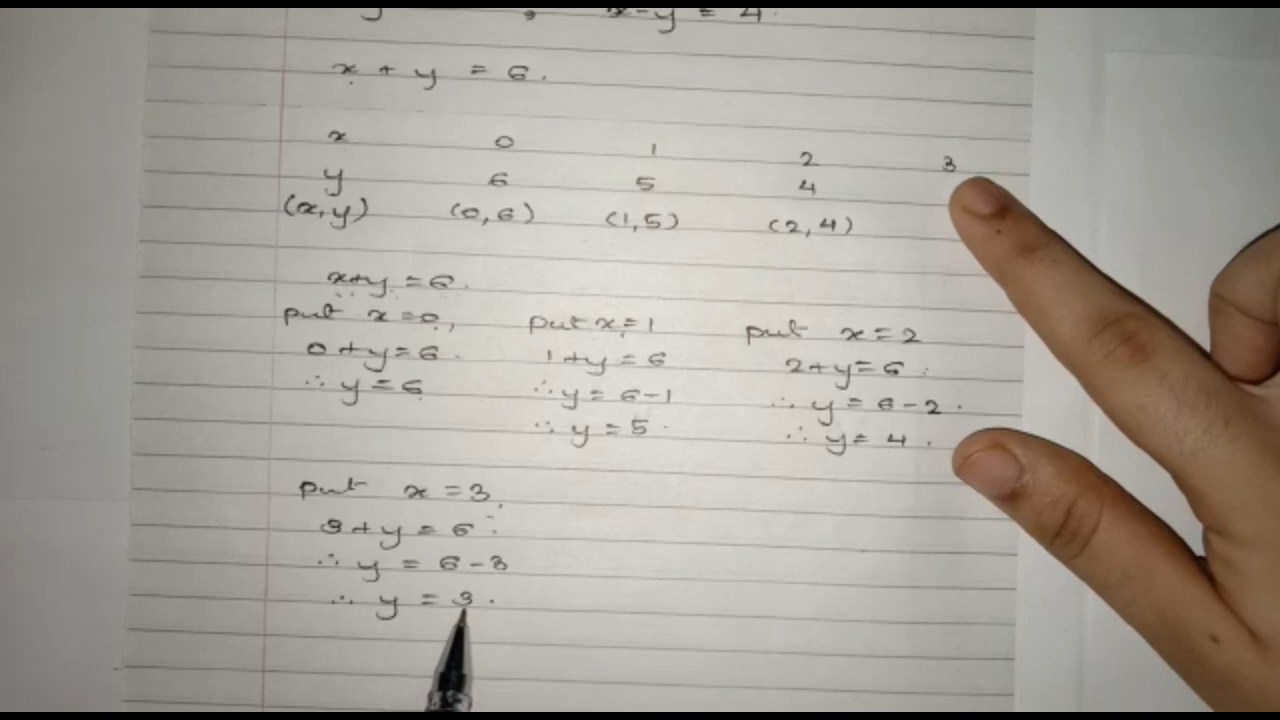 x-y = 4.
x + y = 6.
x 0 1 2 3
y 6 5 4
(x,y) (0,6) (1,5) (2,4)
x+y=6.
put x=0, put x=1 put x=2
0+y=6. 1+y=6 2+y=6.
∴ y=6 ∴ y=6-1 ∴ y=6-2.
∴ y=5. ∴ y=4.
put x=3,
3+y=6.
∴ y=6-3
∴ y=3.